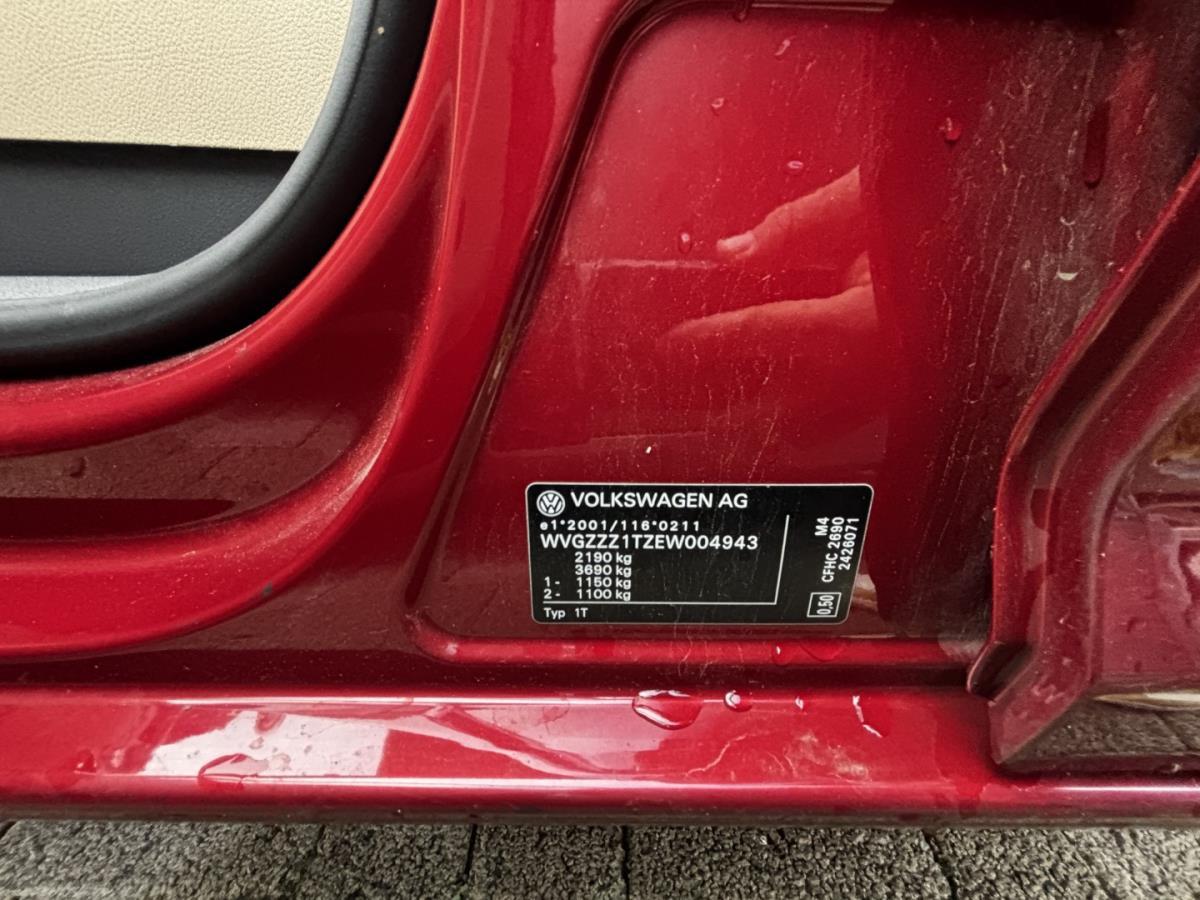 VOLKSWAGEN AG
e1*2001/116*0211
WVGZZZ1TZEW004943
2190 kg
3690 kg
1- 1150 kg
2- 1100 kg
Typ 1T
M4
CFHC 2690
2426071
0,50